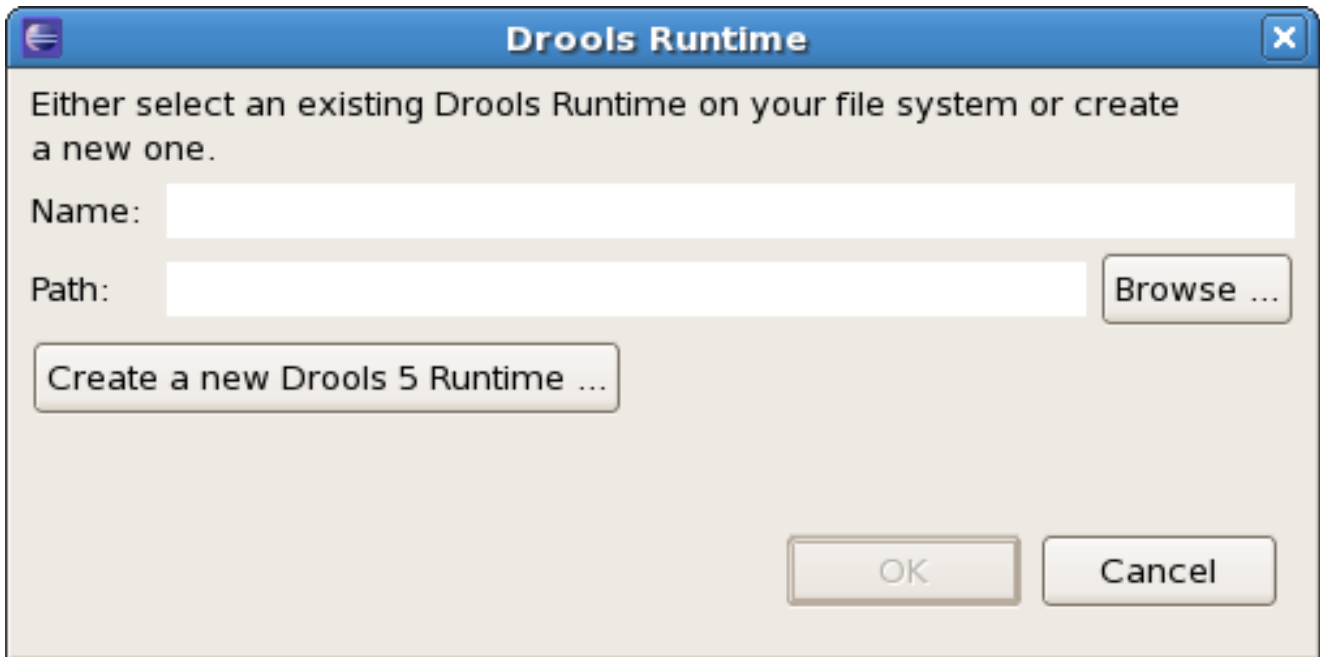 Drools Runtime
Either select an existing Drools Runtime on your file system or create
a new one.
Name:
Path:
Browse ...
Create a new Drools 5 Runtime ...
OK
Cancel